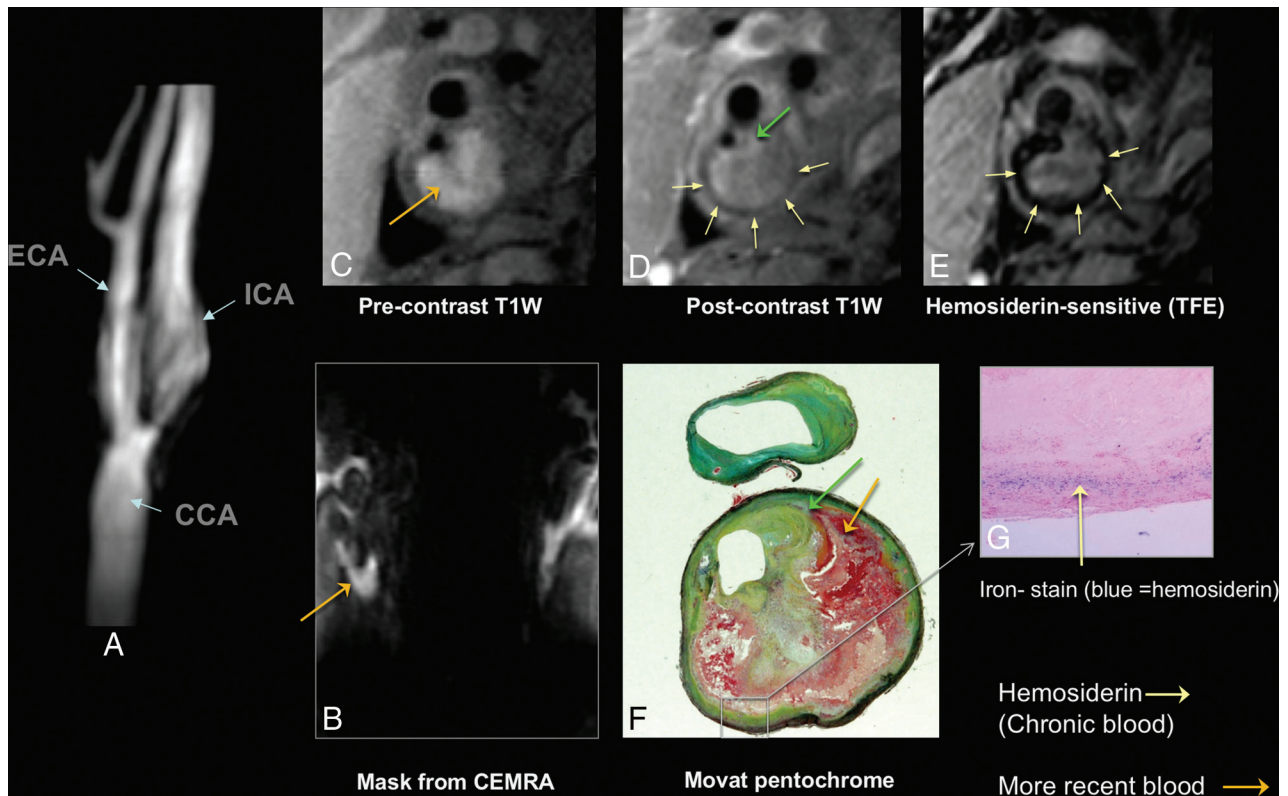 ECA
ICA
CCA
A
C
D
E
Pre-contrast T1W
Post-contrast T1W
Hemosiderin-sensitive (TFE)
B
F
G
Iron- stain (blue =hemosiderin)
Mask from CEMRA
Movat pentochrome
Hemosiderin
(Chronic blood)
More recent blood